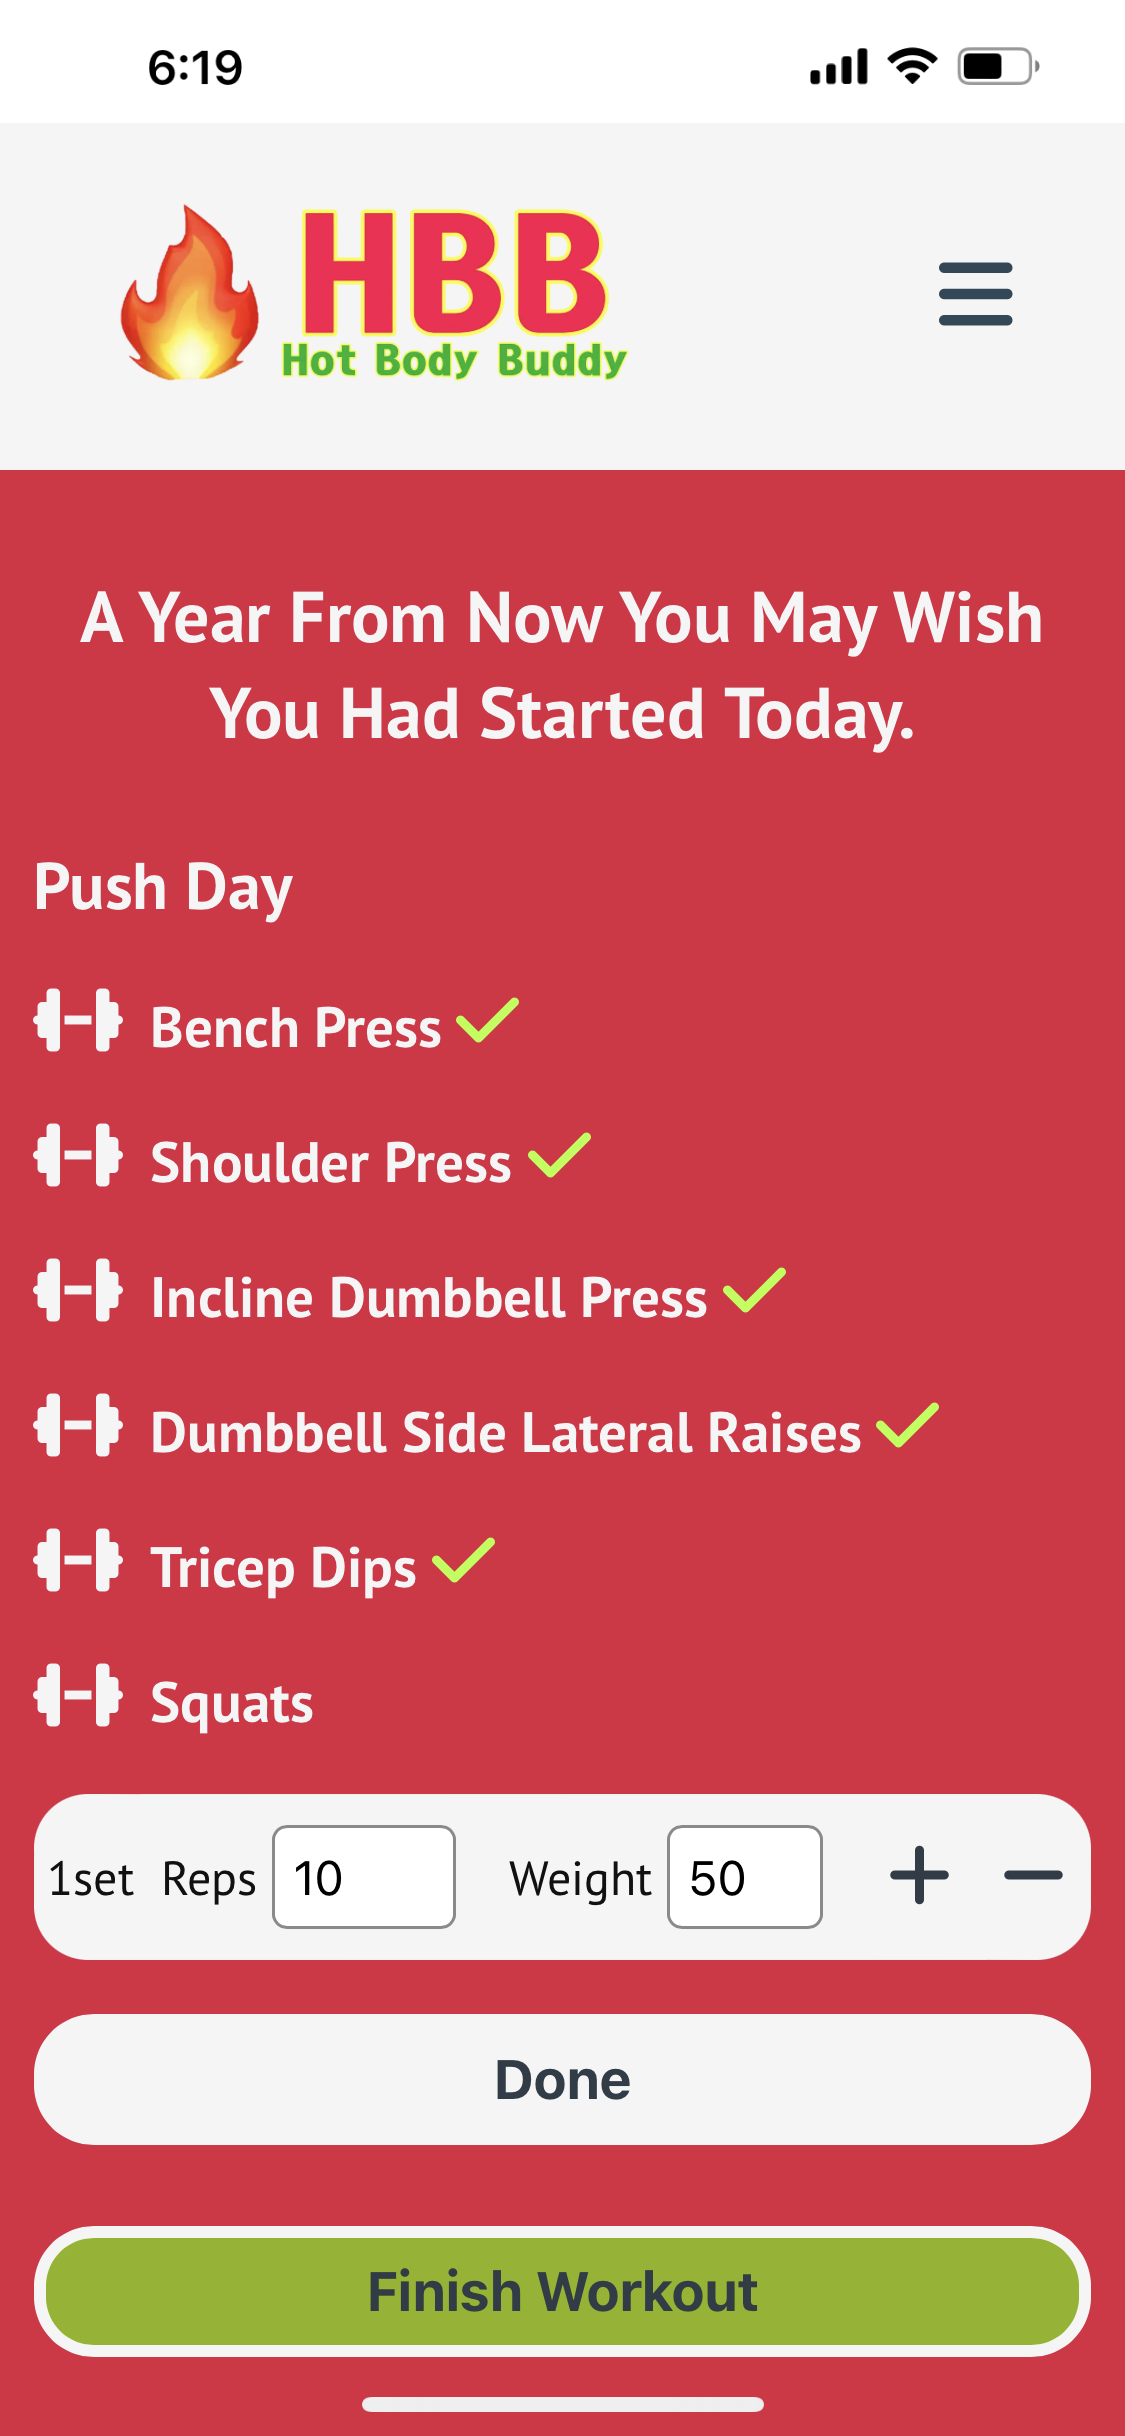 6:19
HBB
Hot Body Buddy
A Year From Now You May Wish
You Had Started Today.
Push Day
Bench Press
Shoulder Press
Incline Dumbbell Press
Dumbbell Side Lateral Raises
Tricep Dips
Squats
1set Reps 10 Weight 50
Done
Finish Workout